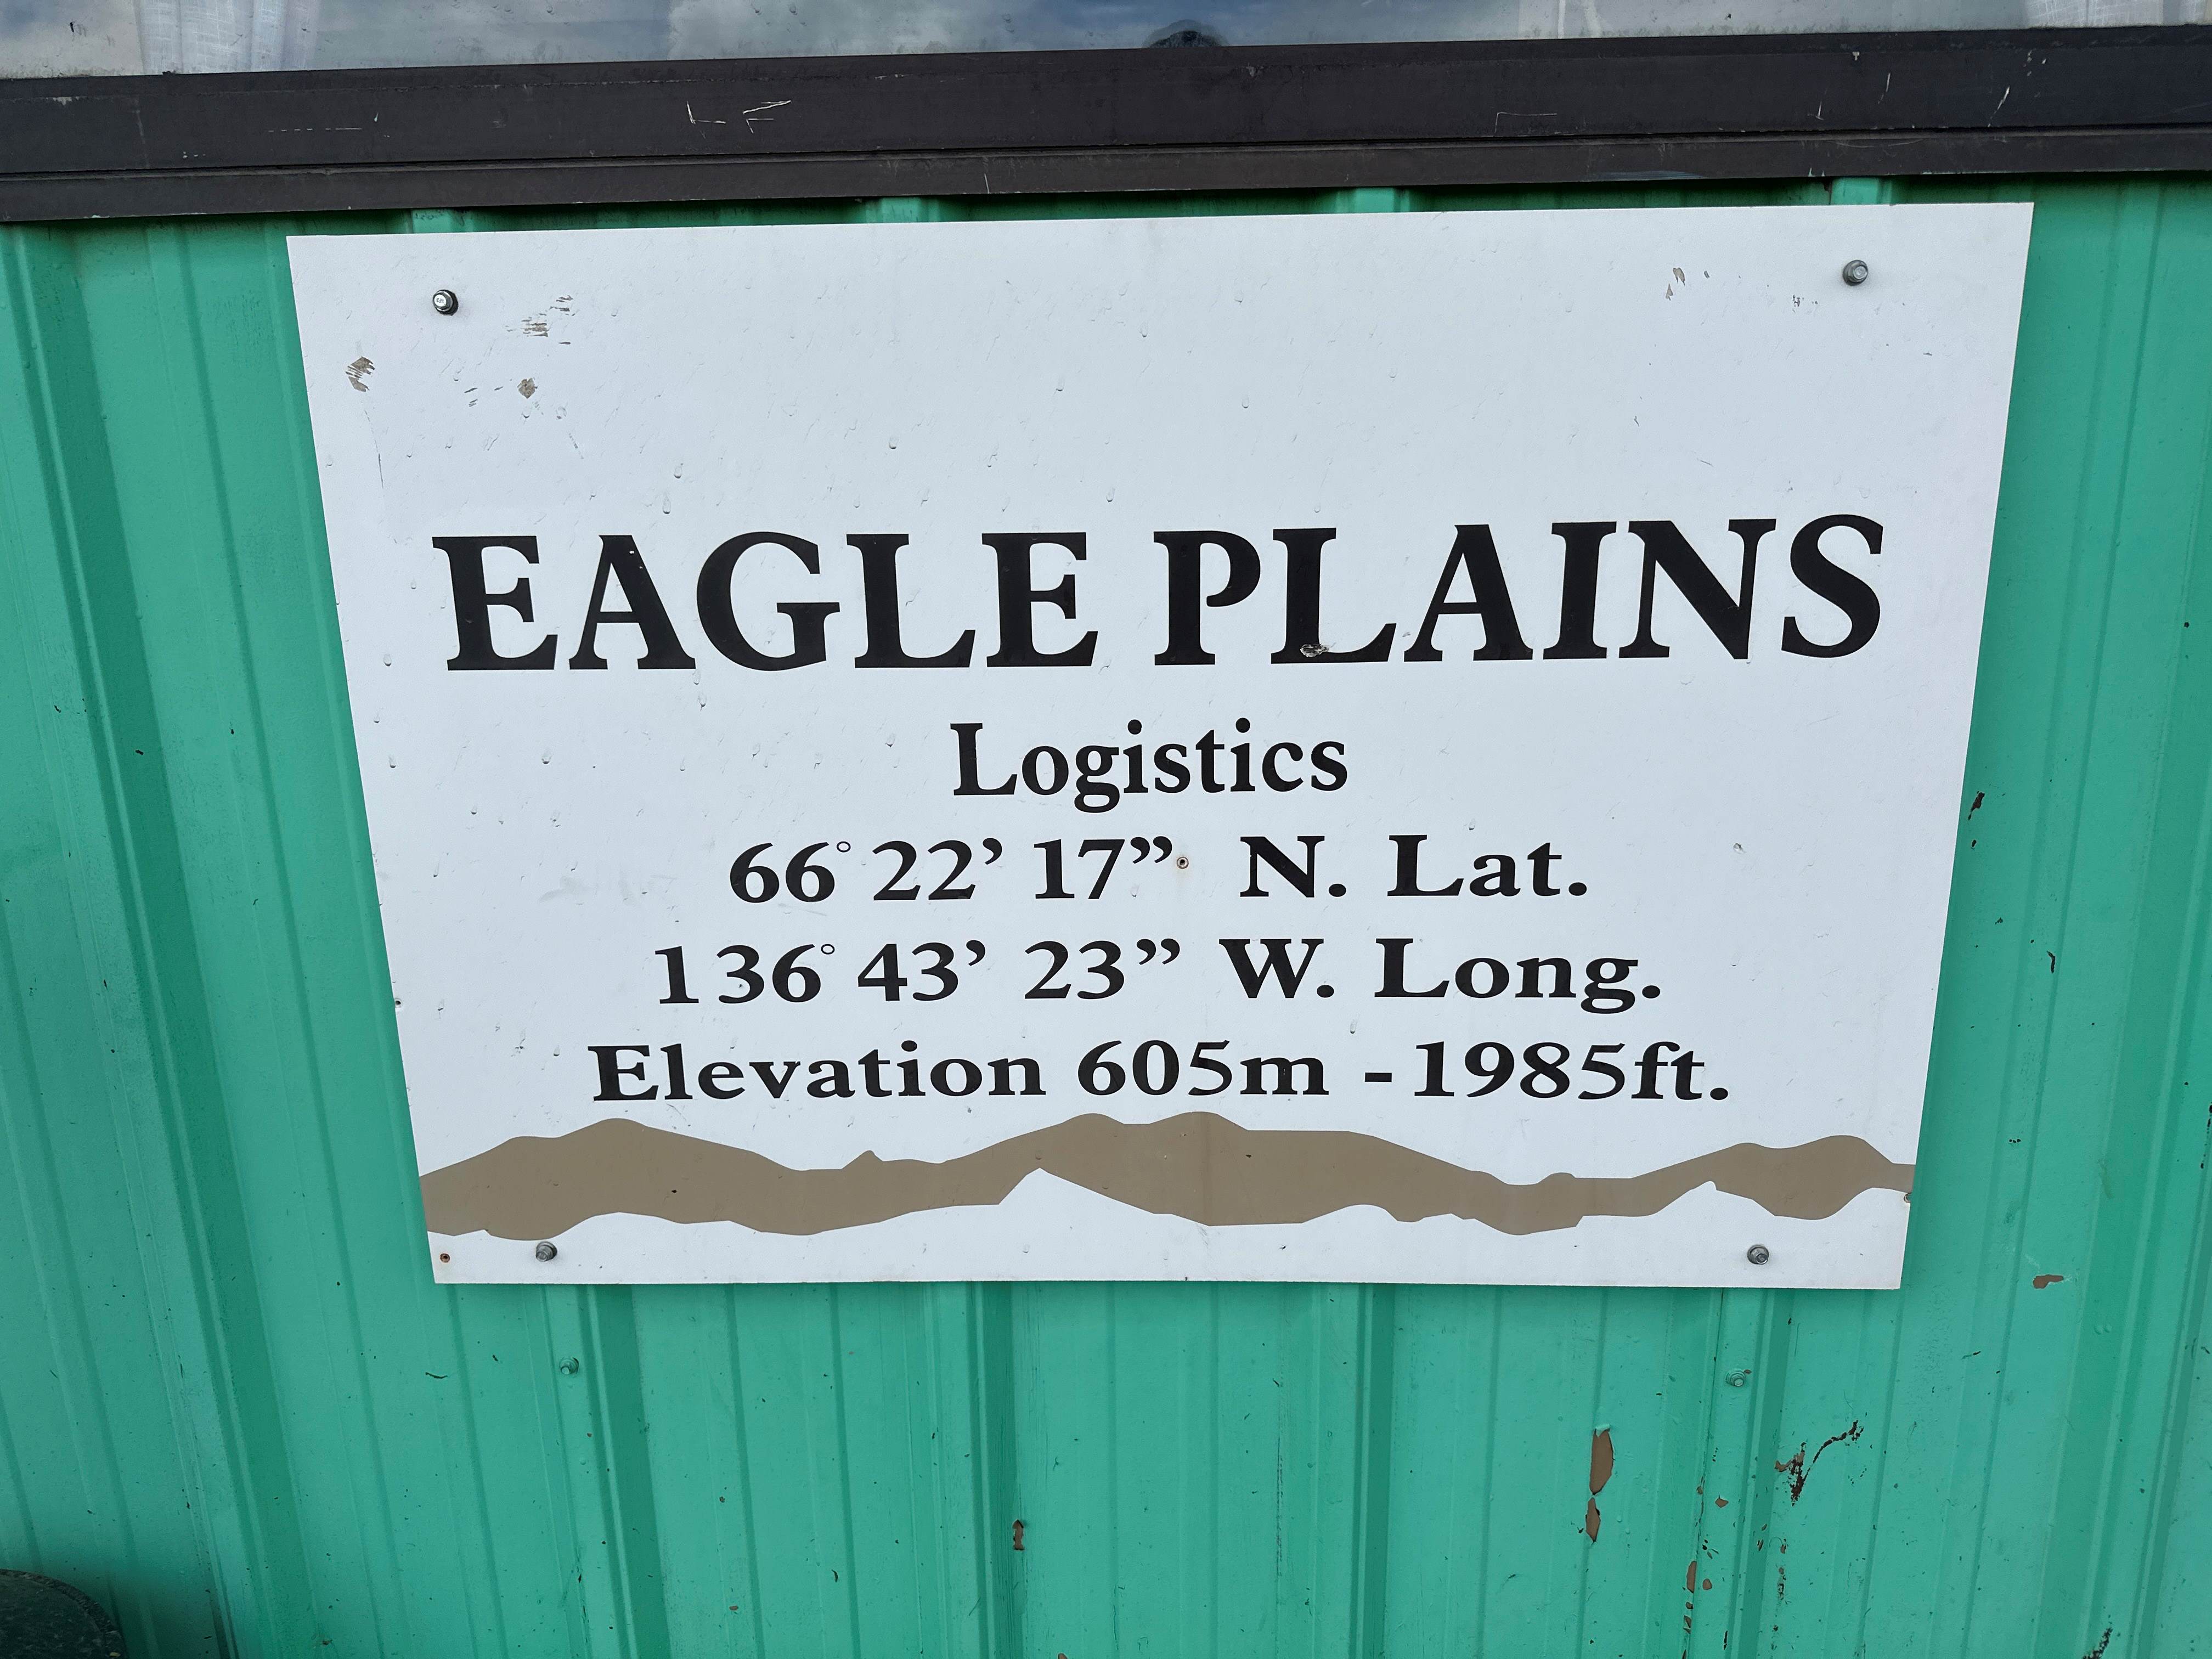 EAGLE PLAINS
Logistics
66° 22’ 17” N. Lat.
136° 43’ 23” W. Long.
Elevation 605m - 1985ft.